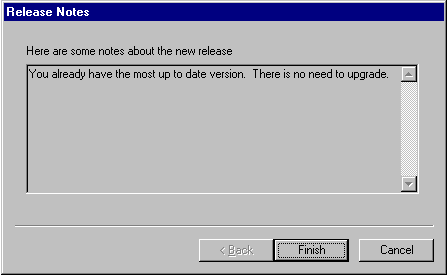 Release Notes
Here are some notes about the new release
You already have the most up to date version.  There is no need to upgrade.
< Back
Finish
Cancel